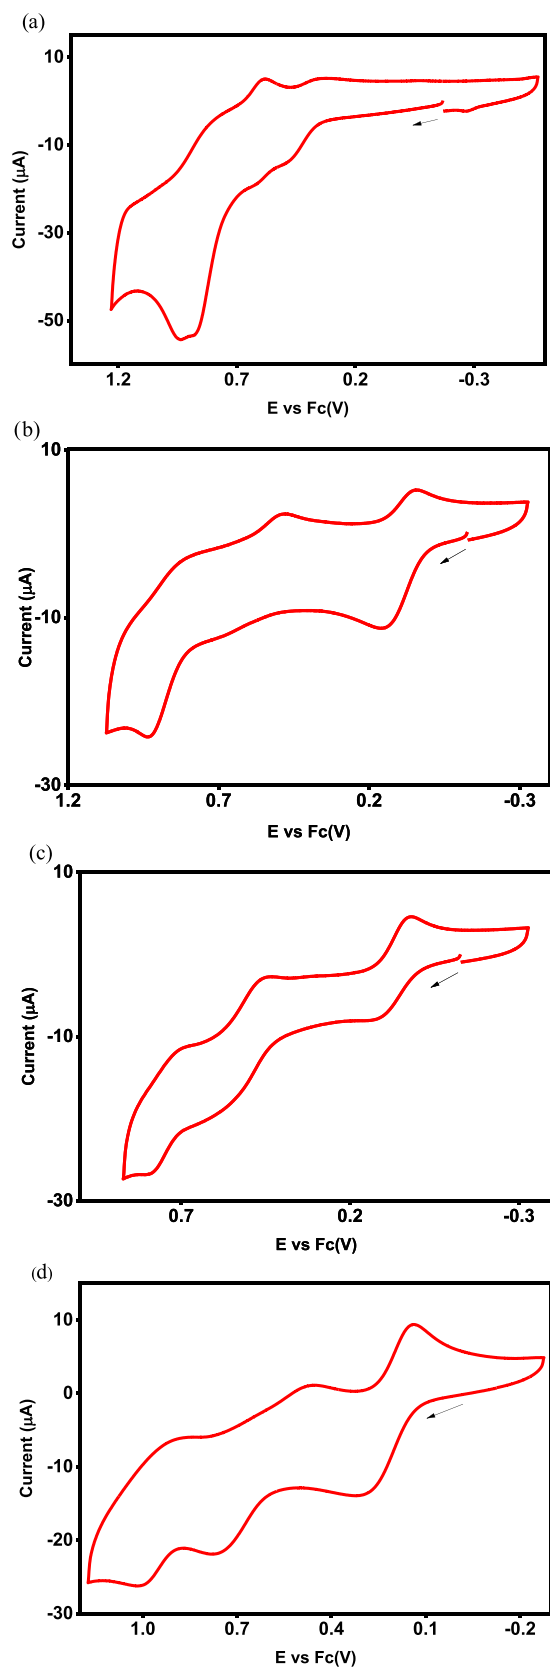 (a)
10
-10
-30
-50
Current (μA)
1.2 0.7 0.2 -0.3
E vs Fc(V)
(b)
10
-10
-30
Current (μA)
1.2 0.7 0.2 -0.3
E vs Fc(V)
(c)
10
-10
-30
Current (μA)
0.7 0.2 -0.3
E vs Fc(V)
(d)
10
0
-10
-20
-30
Current (μA)
1.0 0.7 0.4 0.1 -0.2
E vs Fc(V)